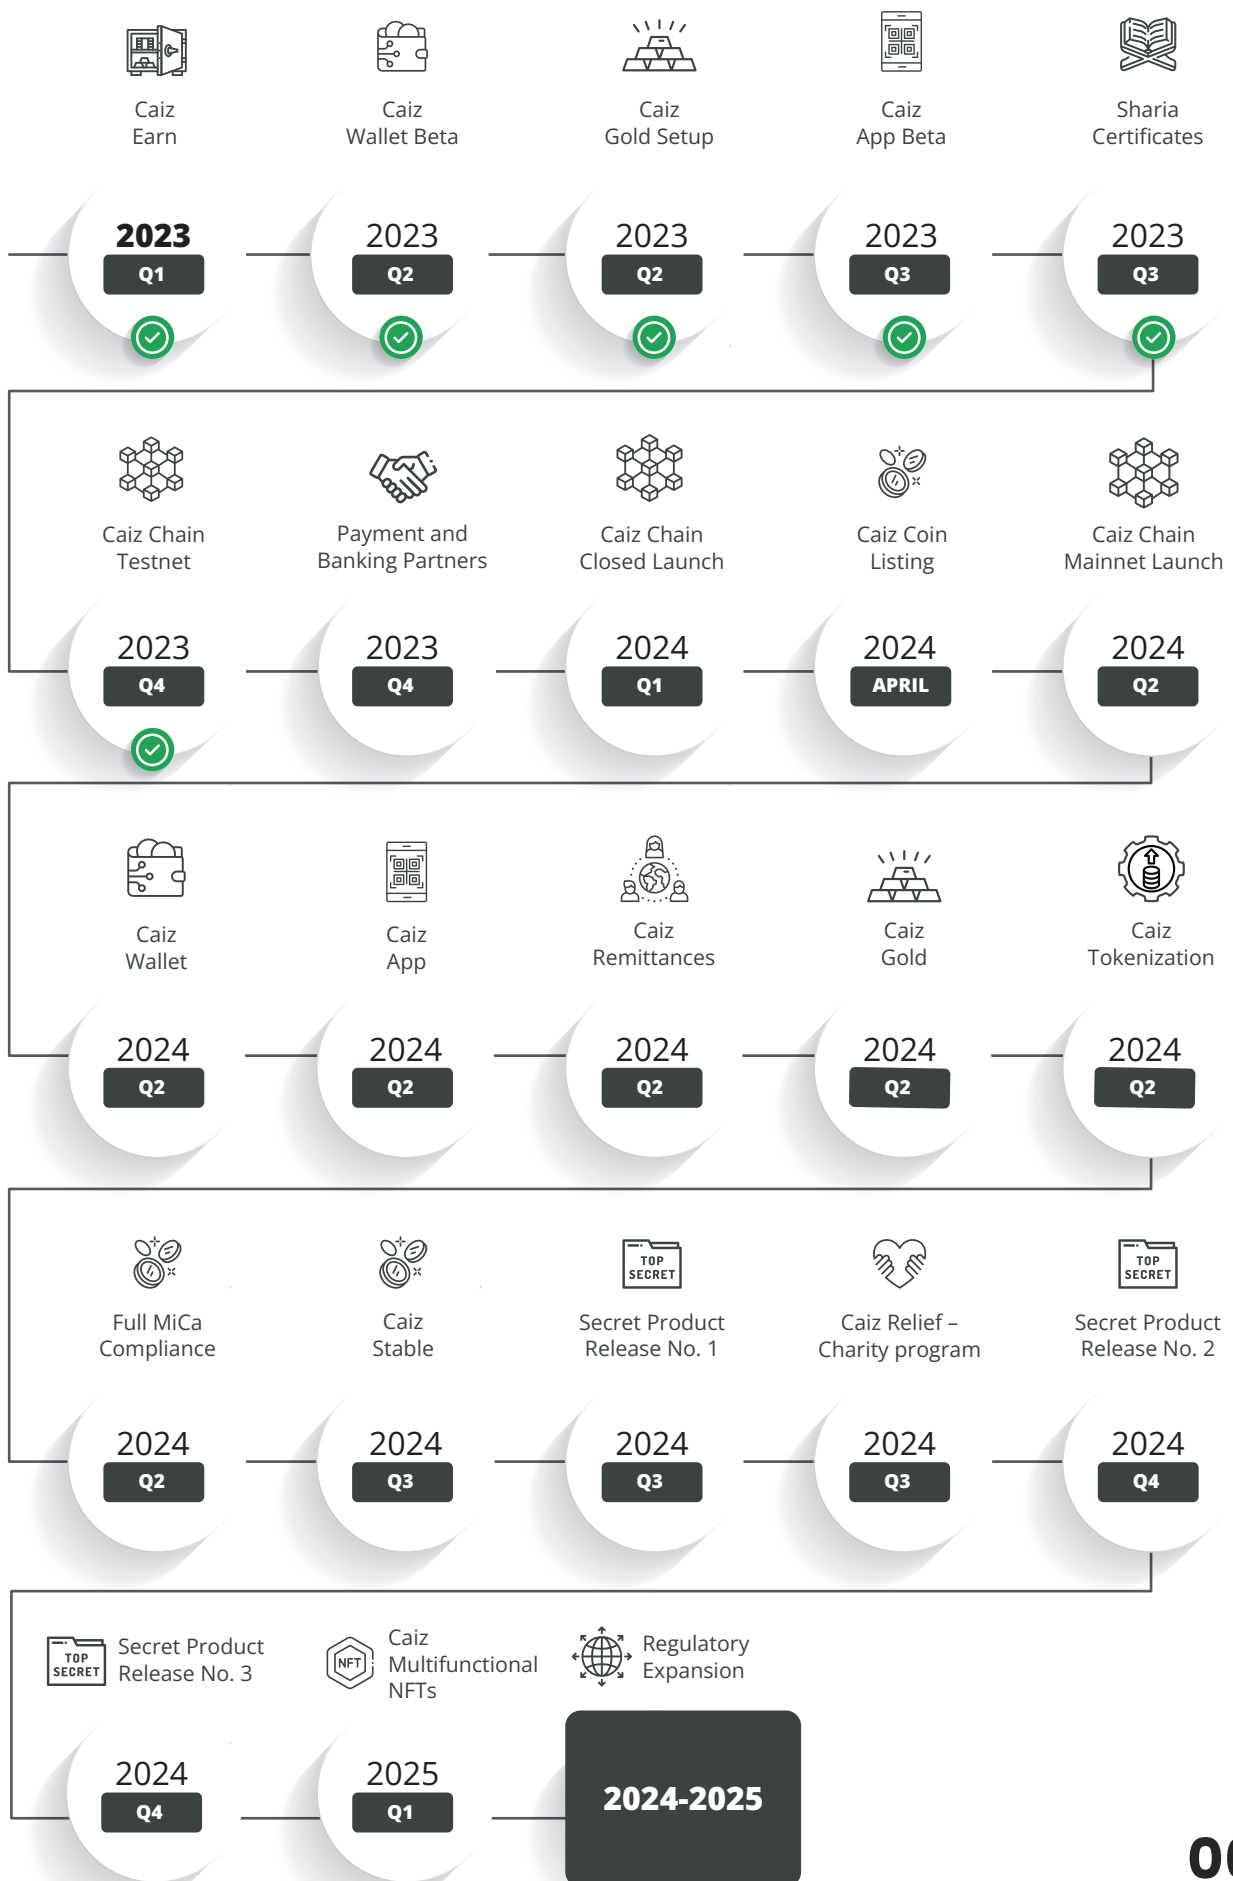 Caiz
Earn
Caiz
Wallet Beta
Caiz
Gold Setup
Caiz
App Beta
Sharia
Certificates
2023
Q1
2023
Q2
2023
Q2
2023
Q3
2023
Q3
Caiz Chain
Testnet
Payment and
Banking Partners
Caiz Chain
Closed Launch
Caiz Coin
Listing
Caiz Chain
Mainnet Launch
2023
Q4
2023
Q4
2024
Q1
2024
APRIL
2024
Q2
Caiz
Wallet
Caiz
App
Caiz
Remittances
Caiz
Gold
Caiz
Tokenization
2024
Q2
2024
Q2
2024
Q2
2024
Q2
2024
Q2
TOP
SECRET
TOP
SECRET
Full MiCa
Compliance
Caiz
Stable
Secret Product
Release No. 1
Caiz Relief –
Charity program
Secret Product
Release No. 2
2024
Q2
2024
Q3
2024
Q3
2024
Q3
2024
Q4
TOP
SECRET
Secret Product
Release No. 3
NFT
Caiz
Multifunctional
NFTs
Regulatory
Expansion
2024
Q4
2025
Q1
2024-2025